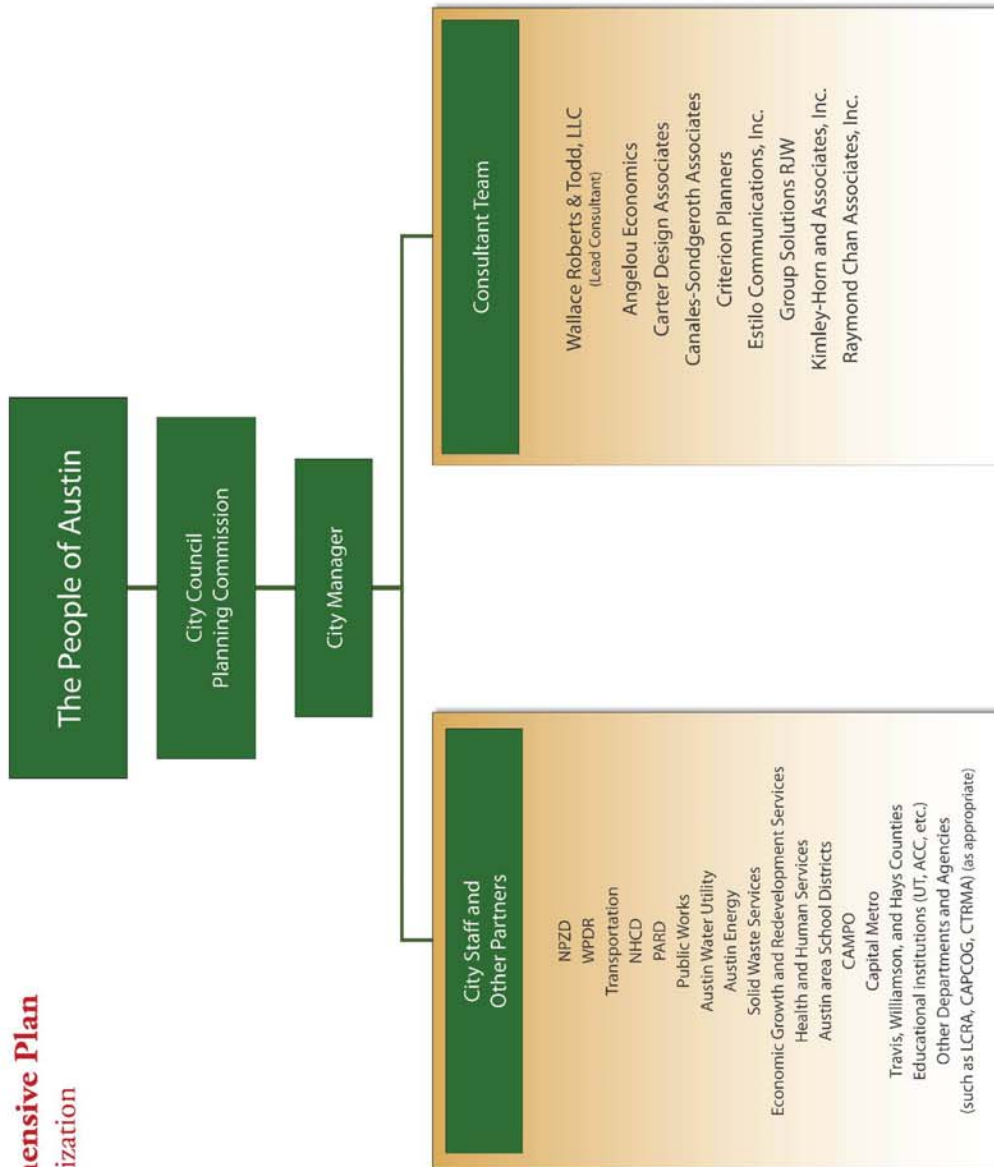 ensive Plan
ization
The People of Austin
City Council
Planning Commission
City Manager
City Staff and
Other Partners
NPZD
WPDR
Transportation
NHCD
PARD
Public Works
Austin Water Utility
Austin Energy
Solid Waste Services
Economic Growth and Redevelopment Services
Health and Human Services
Austin area School Districts
CAMPO
Capital Metro
Travis, Williamson, and Hays Counties
Educational Institutions (UT, ACC, etc.)
Other Departments and Agencies
(such as LCRA, CAPCOG, CTRMA) (as appropriate)
Consultant Team
Wallace Roberts & Todd, LLC
(Lead Consultant)
Angelou Economics
Carter Design Associates
Canales-Sondgeroth Associates
Criterion Planners
Estilo Communications, Inc.
Group Solutions RJW
Kimley-Horn and Associates, Inc.
Raymond Chan Associates, Inc.